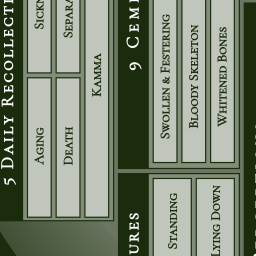 5 Daily Recollecti
Aging
Sickn
Death
Separa
Kamma
9 Ceme
Swollen & Festering
Bloody Skeleton
Whitened Bones
ures
Standing
Lying Down